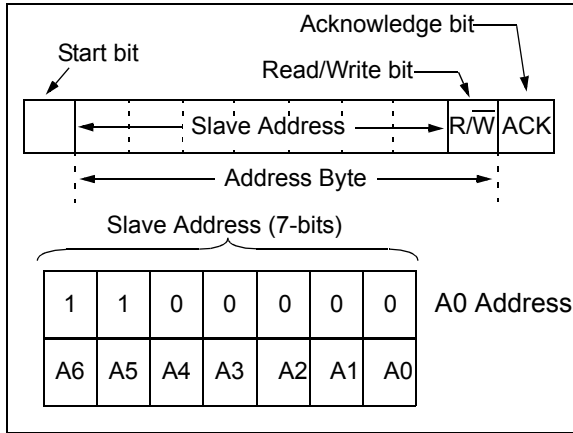 Acknowledge bit
Start bit
Read/Write bit
Slave Address R/W̅ ACK
Address Byte
Slave Address (7-bits)
1 1 0 0 0 0 0 A0 Address
A6 A5 A4 A3 A2 A1 A0